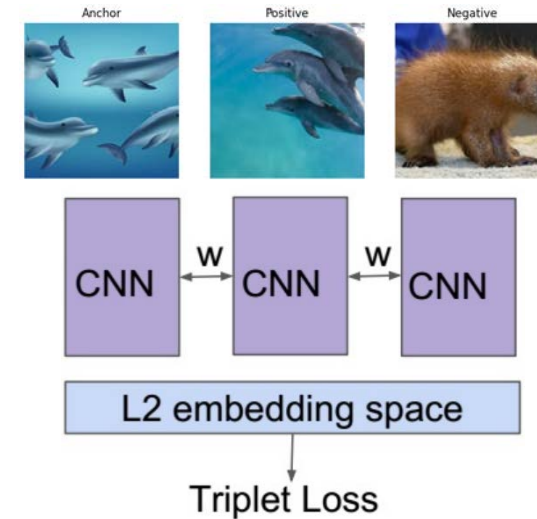 Anchor
Positive
Negative
W
W
CNN
CNN
CNN
L2 embedding space
Triplet Loss